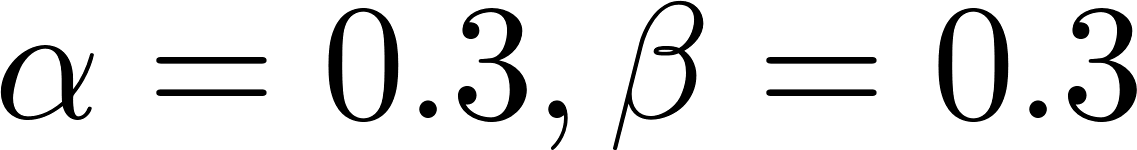 α = 0.3, β = 0.3